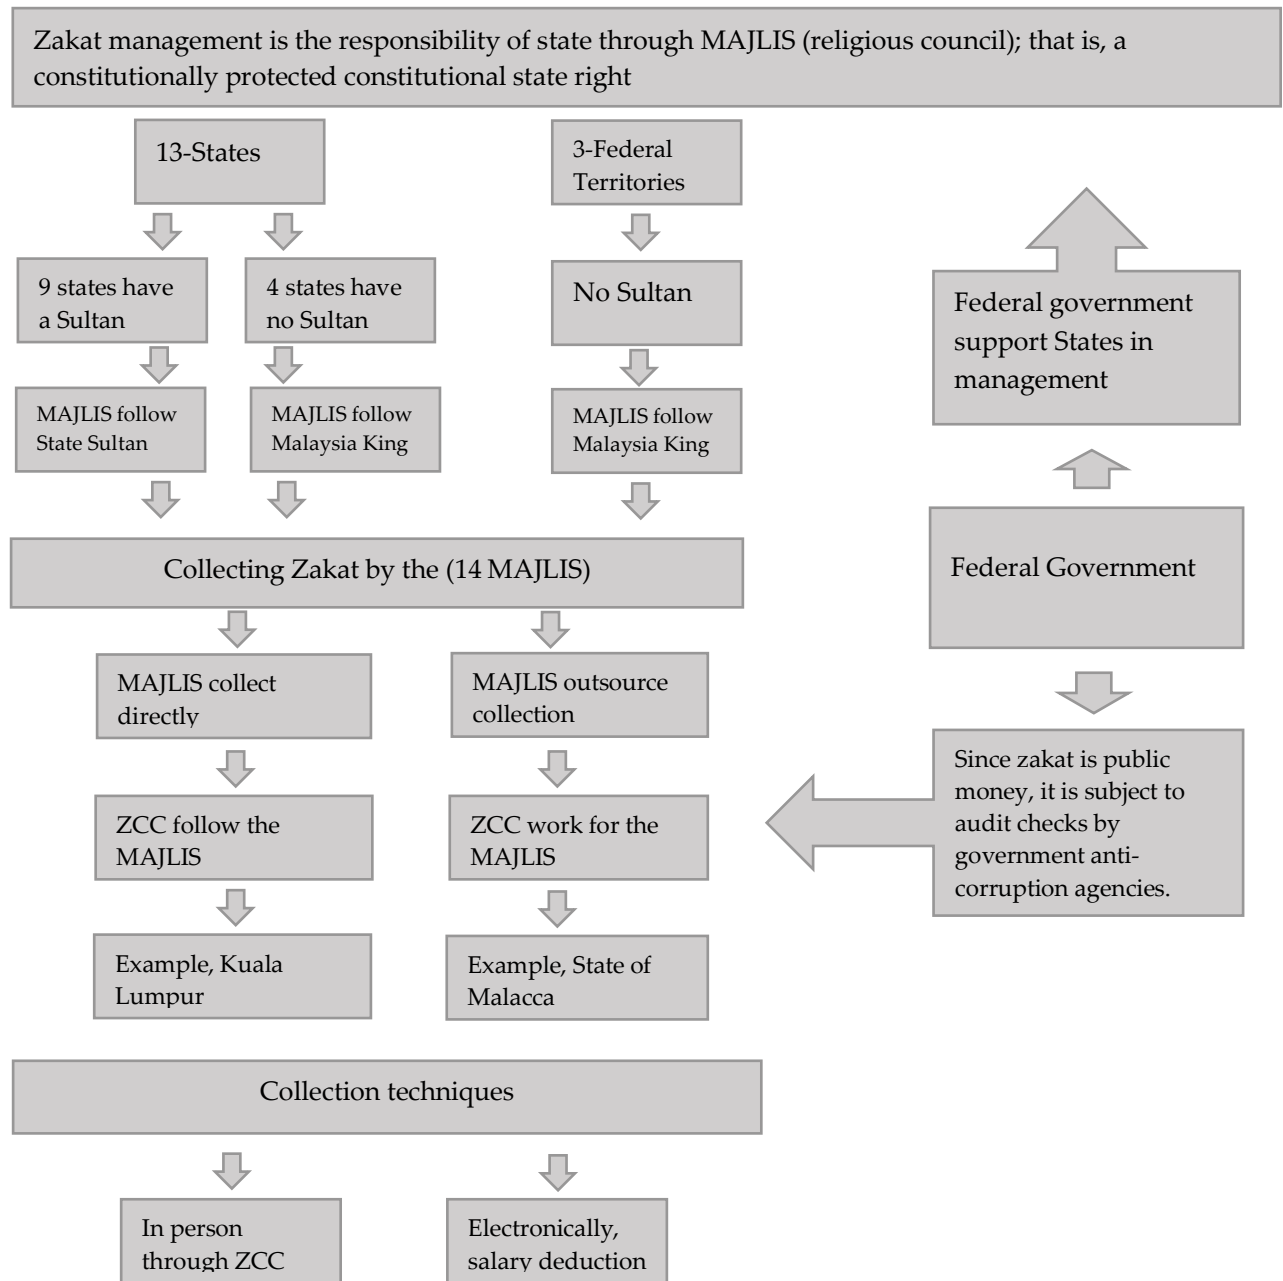 Zakat management is the responsibility of state through MAJLIS (religious council); that is, a
constitutionally protected constitutional state right
13-States
3-Federal
Territories
9 states have
a Sultan
4 states have
no Sultan
No Sultan
MAJLIS follow
State Sultan
MAJLIS follow
Malaysia King
MAJLIS follow
Malaysia King
Collecting Zakat by the (14 MAJLIS)
MAJLIS collect
directly
MAJLIS outsource
collection
ZCC follow the
MAJLIS
ZCC work for the
MAJLIS
Example, Kuala
Lumpur
Example, State of
Malacca
Collection techniques
In person
through ZCC
Electronically,
salary deduction
Federal government
support States in
management
Federal Government
Since zakat is public
money, it is subject to
audit checks by
government anti-
corruption agencies.